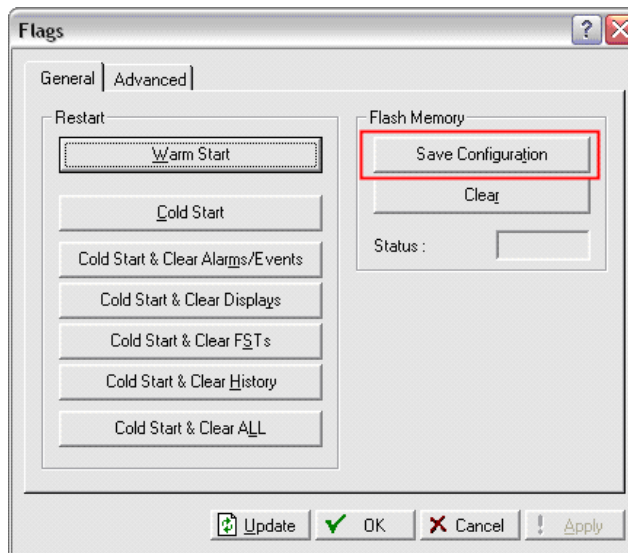 Flags
General Advanced
Restart
Warm Start
Cold Start
Cold Start & Clear Alarms/Events
Cold Start & Clear Displays
Cold Start & Clear FSTs
Cold Start & Clear History
Cold Start & Clear ALL
Flash Memory
Save Configuration
Clear
Status :
Update OK Cancel Apply